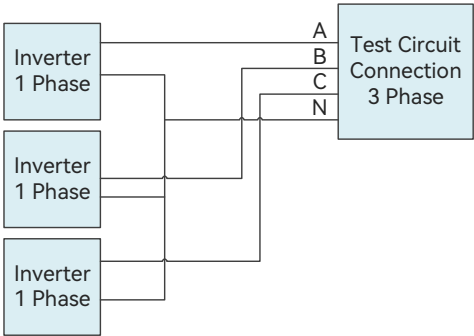 Inverter
1 Phase
A
B
C
N
Test Circuit
Connection
3 Phase
Inverter
1 Phase
Inverter
1 Phase